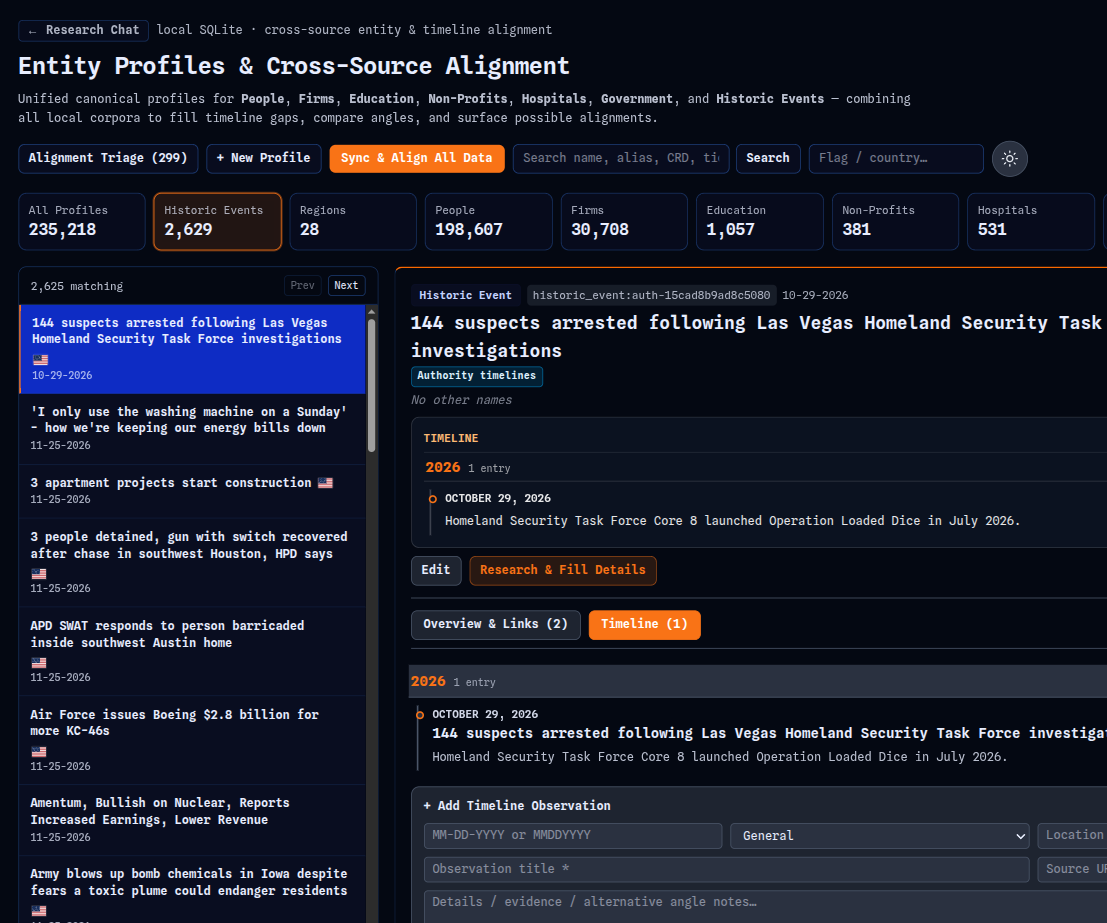 ← Research Chat local SQLite · cross-source entity & timeline alignment
Entity Profiles & Cross-Source Alignment
Unified canonical profiles for People, Firms, Education, Non-Profits, Hospitals, Government, and Historic Events — combining
all local corpora to fill timeline gaps, compare angles, and surface possible alignments.
Alignment Triage (299) + New Profile Sync & Align All Data Search name, alias, CRD, Search Flag / country…
All Profiles
235,218
Historic Events
2,629
Regions
28
People
198,607
Firms
30,708
Education
1,057
Non-Profits
381
Hospitals
531
2,625 matching Prev Next
144 suspects arrested following Las Vegas
Homeland Security Task Force investigations
10-29-2026
'I only use the washing machine on a Sunday'
- how we're keeping our energy bills down
11-25-2026
3 apartment projects start construction
11-25-2026
3 people detained, gun with switch recovered
after chase in southwest Houston, HPD says
11-25-2026
APD SWAT responds to person barricaded
inside southwest Austin home
11-25-2026
Air Force issues Boeing $2.8 billion for
more KC-46s
11-25-2026
Amentum, Bullish on Nuclear, Reports
Increased Earnings, Lower Revenue
11-25-2026
Army blows up bomb chemicals in Iowa despite
fears a toxic plume could endanger residents
Historic Event historic_event:auth-15cad8b9ad8c5080 10-29-2026
144 suspects arrested following Las Vegas Homeland Security Task
investigations
Authority timelines
No other names
TIMELINE
2026 1 entry
OCTOBER 29, 2026
Homeland Security Task Force Core 8 launched Operation Loaded Dice in July 2026.
Edit Research & Fill Details
Overview & Links (2) Timeline (1)
2026 1 entry
OCTOBER 29, 2026
144 suspects arrested following Las Vegas Homeland Security Task Force
Homeland Security Task Force Core 8 launched Operation Loaded Dice in July 2026.
+ Add Timeline Observation
MM-DD-YYYY or MMDDYYYY General Location
Observation title * Source
Details / evidence / alternative angle notes…